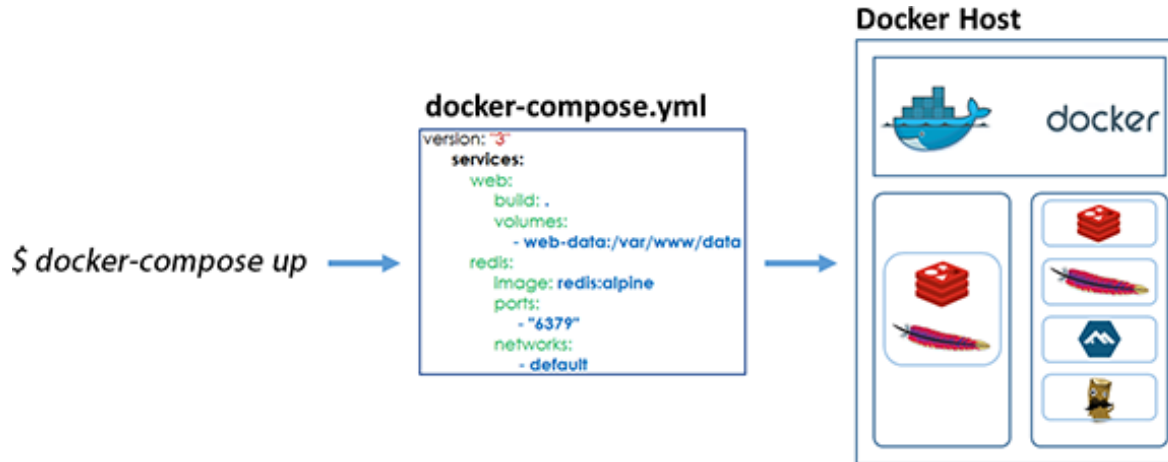 $ docker-compose up
docker-compose.yml
version: "3"
services:
web:
build: .
volumes:
- web-data:/var/www/data
redis:
image: redis:alpine
ports:
- "6379"
networks:
- default
Docker Host
docker